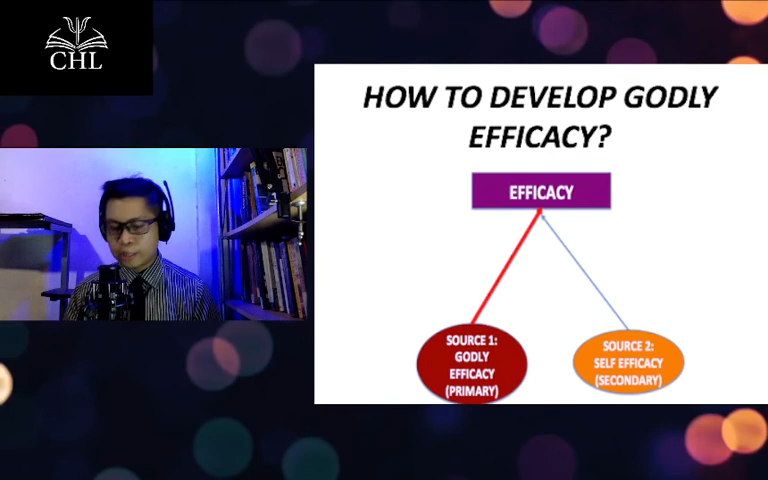 CHL
HOW TO DEVELOP GODLY
EFFICACY?
EFFICACY
SOURCE 1:
GODLY
EFFICACY
(PRIMARY)
SOURCE 2:
SELF EFFICACY
(SECONDARY)